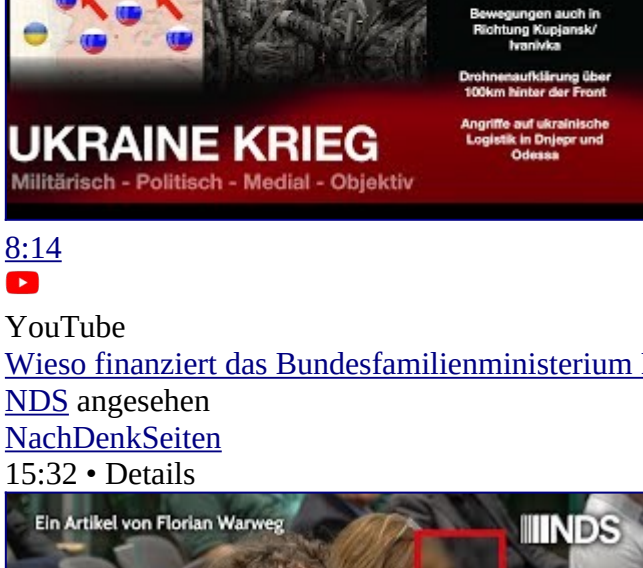 Bewegungen auch in
Richtung Kupjansk/
Ivanivka
Drohnenaufklärung über
100km hinter der Front
Angriffe auf ukrainische
Logistik in Dnjepr und
Odessa
UKRAINE KRIEG
Militärisch - Politisch - Medial - Objektiv
8:14
YouTube
Wieso finanziert das Bundesfamilienministerium
NDS angesehen
NachDenkSeiten
15:32 • Details
Ein Artikel von Florian Warweg
NDS